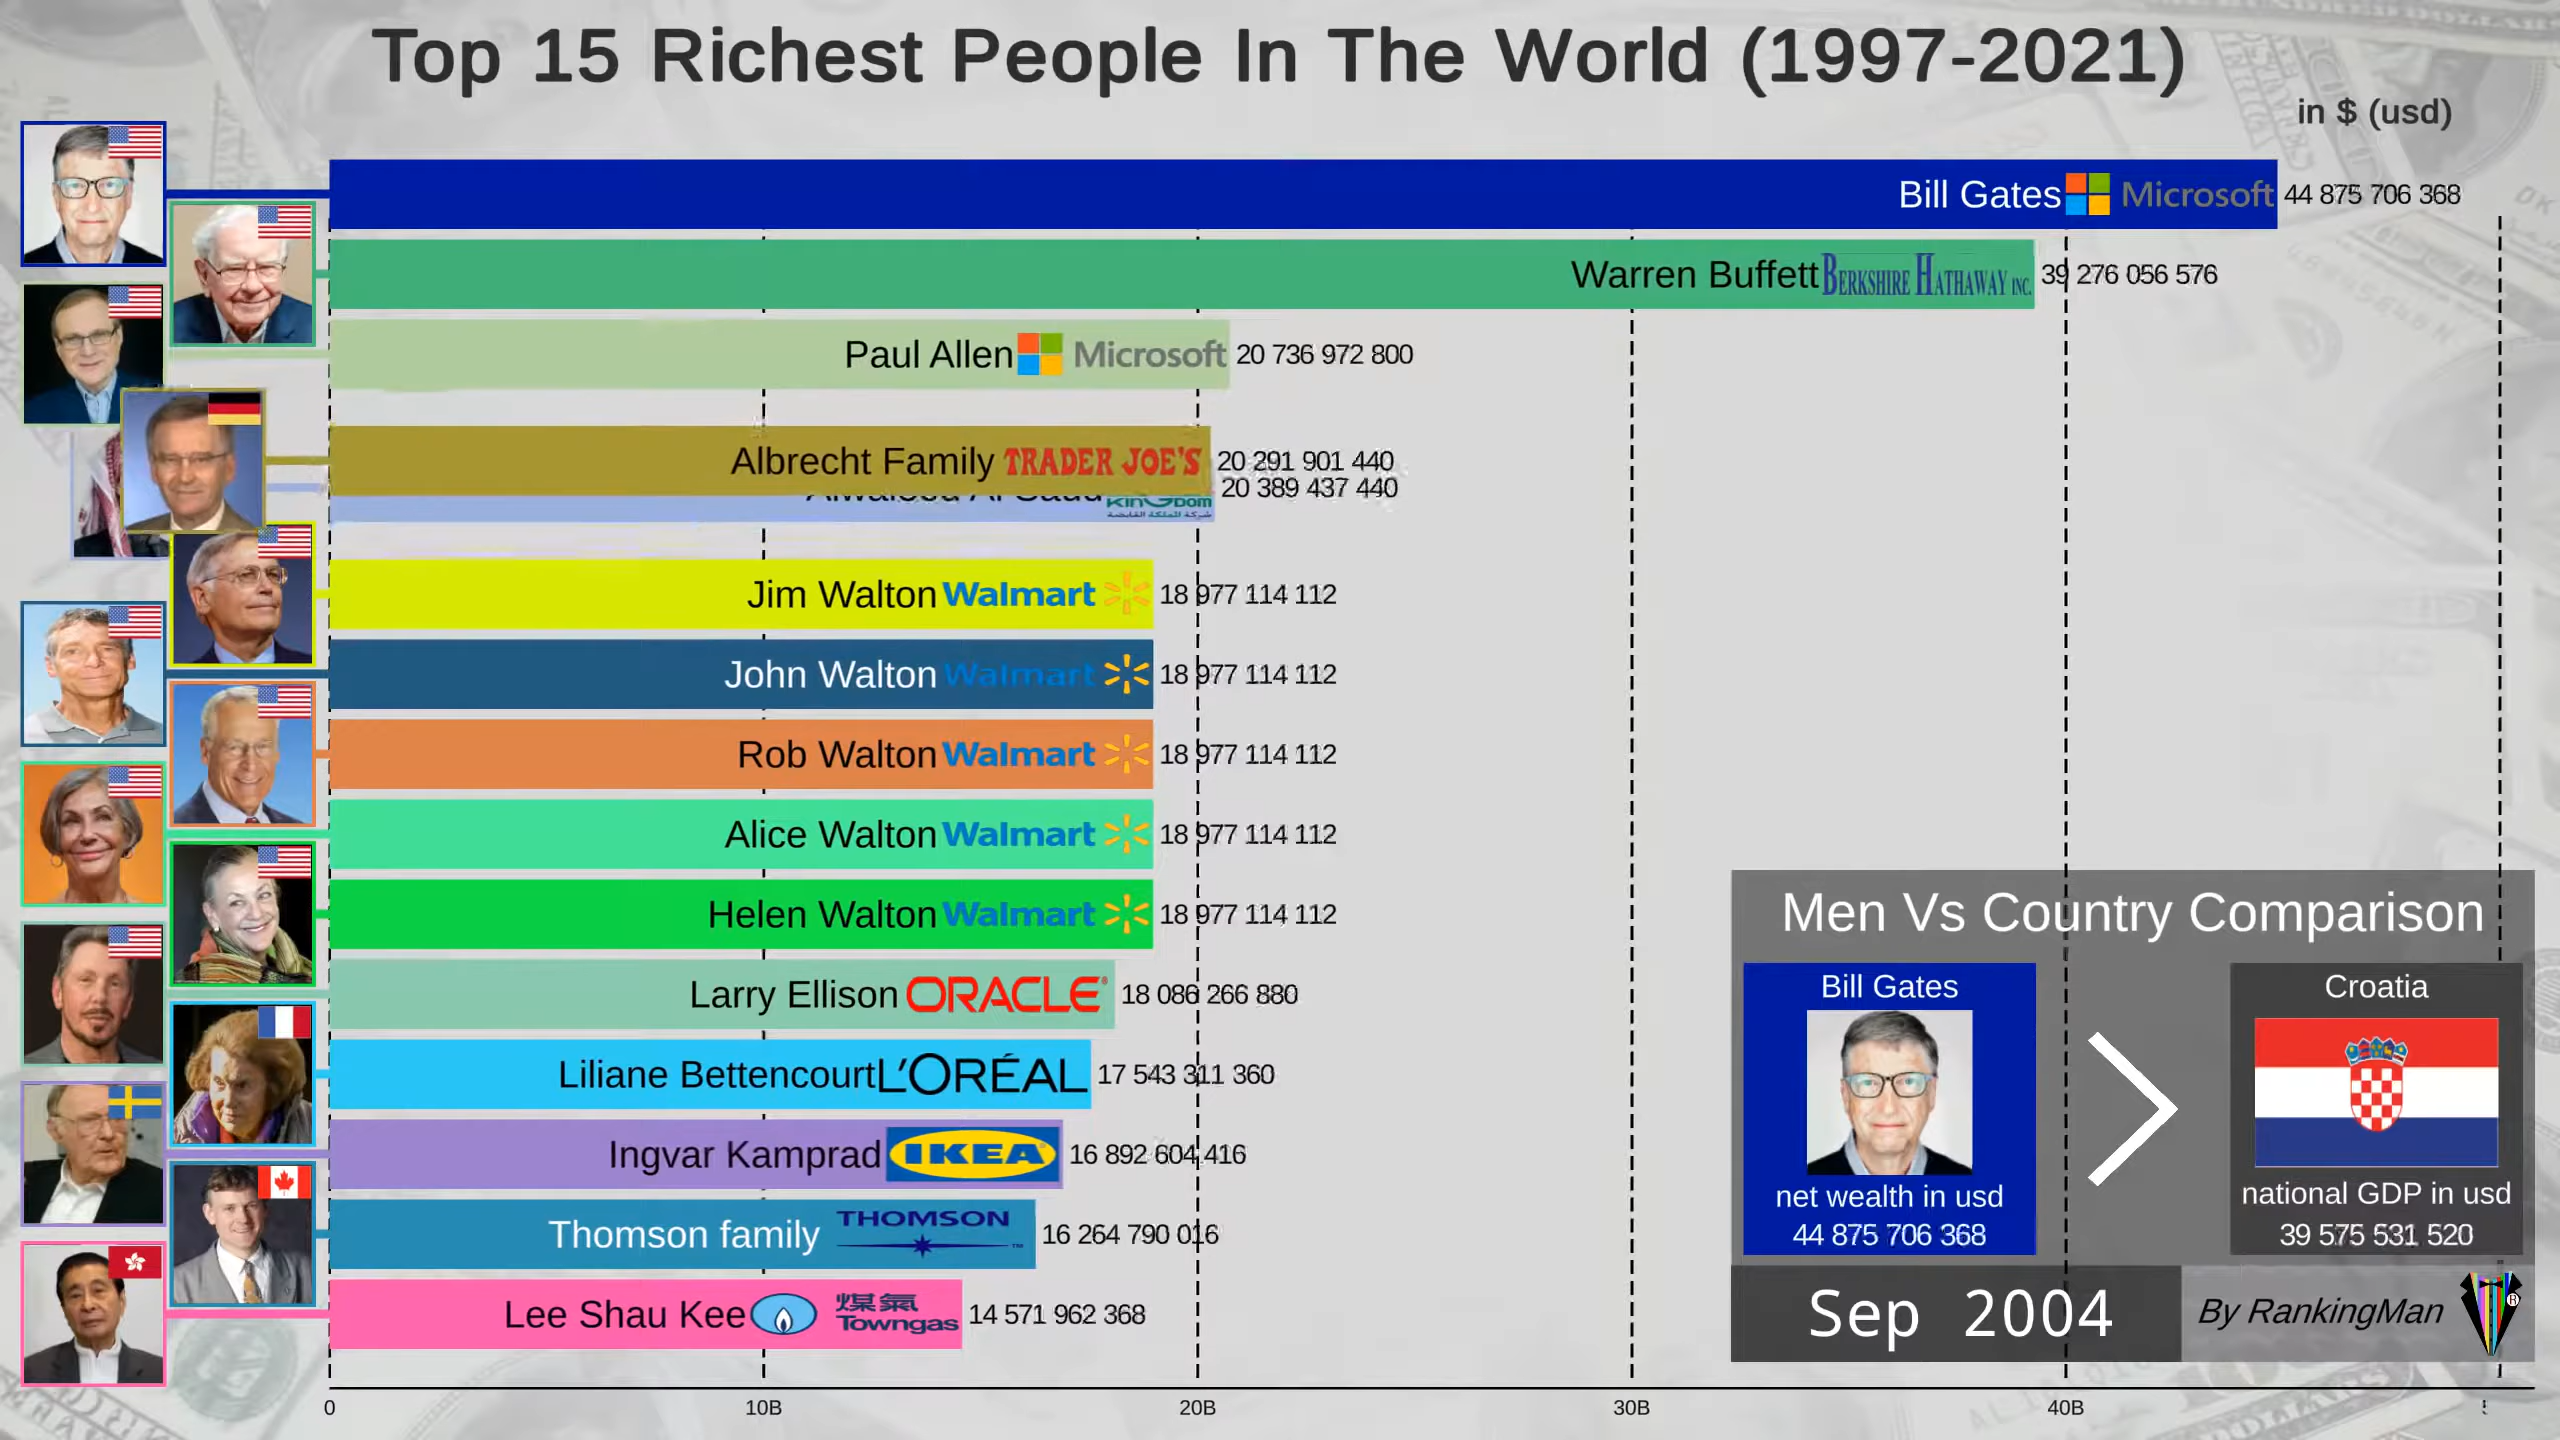 Top 15 Richest People In The World (1997-2021)
in $ (usd)
Bill Gates Microsoft 44 875 706 368
Warren Buffett BERKSHIRE HATHAWAY INC. 39 276 056 576
Paul Allen Microsoft 20 736 972 800
Albrecht Family TRADER JOE'S 20 291 901 440
20 389 437 440
Jim Walton Walmart 18 977 114 112
John Walton Walmart 18 977 114 112
Rob Walton Walmart 18 977 114 112
Alice Walton Walmart 18 977 114 112
Helen Walton Walmart 18 977 114 112
Larry Ellison ORACLE 18 086 266 880
Liliane Bettencourt L'ORÉAL 17 543 311 360
Ingvar Kamprad IKEA 16 892 604 416
Thomson family THOMSON 16 264 790 016
Lee Shau Kee 煤氣 Towngas 14 571 962 368
0 10B 20B 30B 40B
Men Vs Country Comparison
Bill Gates
net wealth in usd
44 875 706 368
>
Croatia
national GDP in usd
39 575 531 520
Sep 2004
By RankingMan